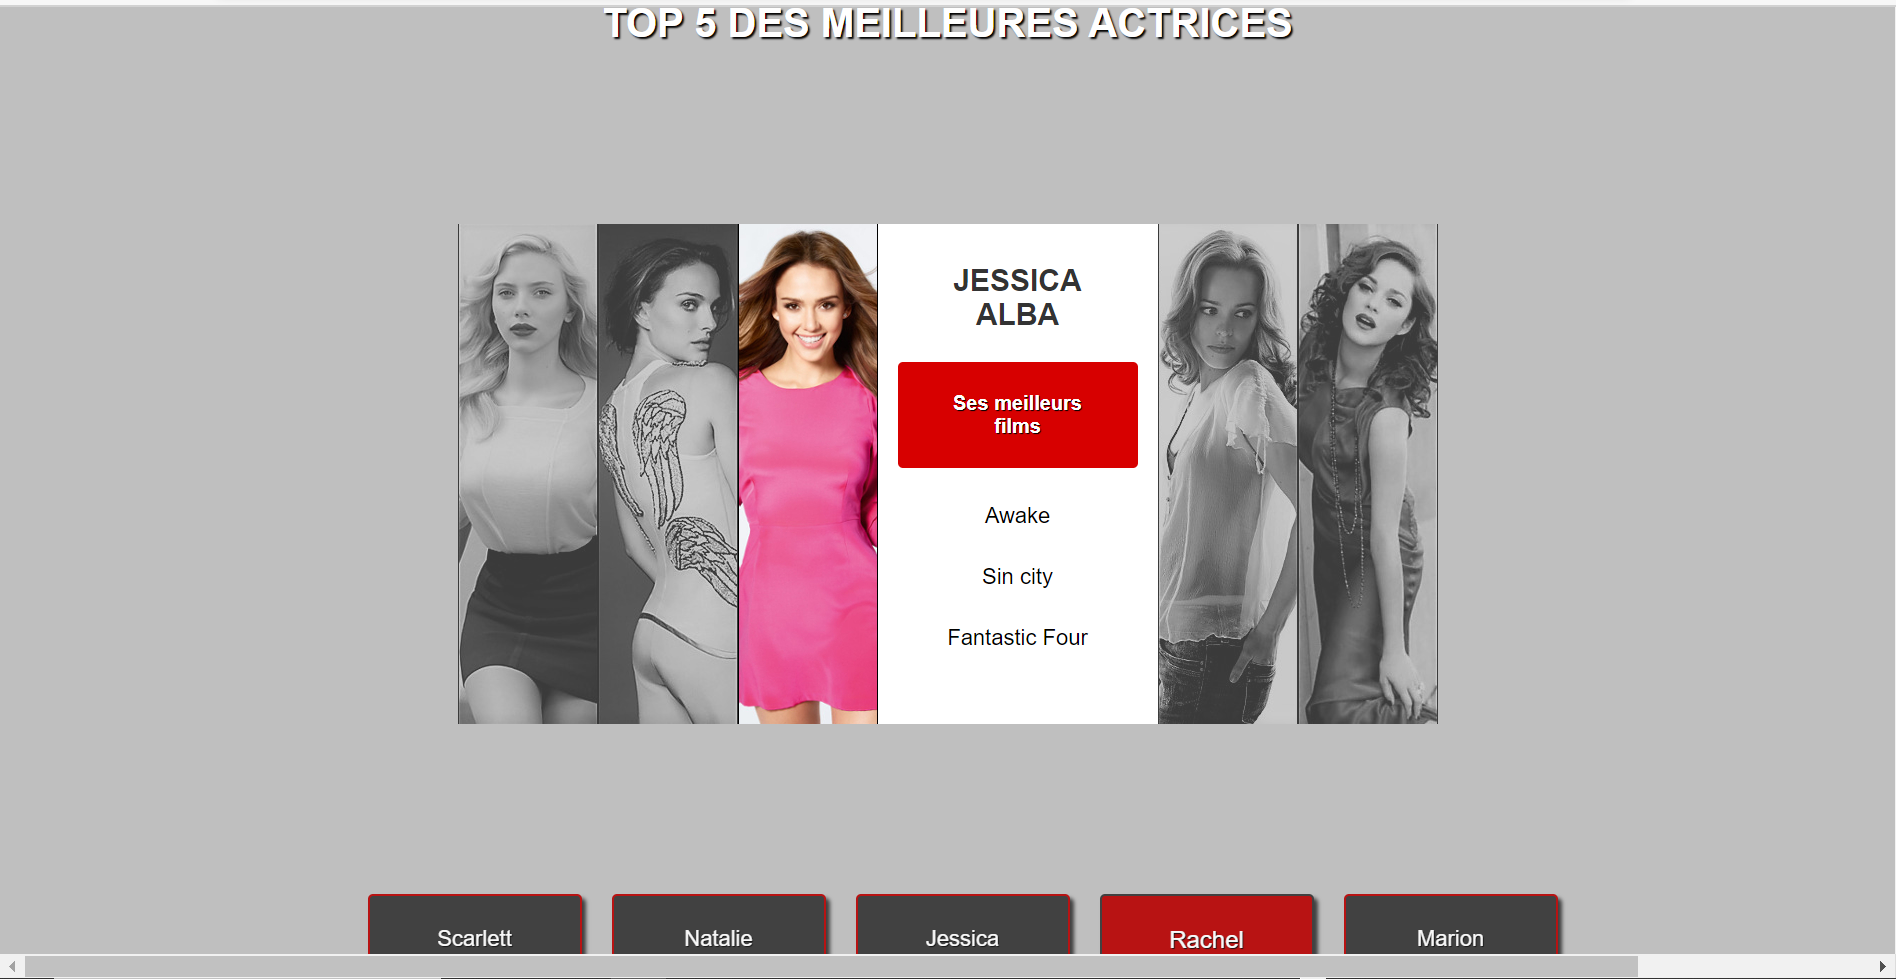 TOP 5 DES MEILLEURES ACTRICES
JESSICA
ALBA
Ses meilleurs
films
Awake
Sin city
Fantastic Four
Scarlett
Natalie
Jessica
Rachel
Marion